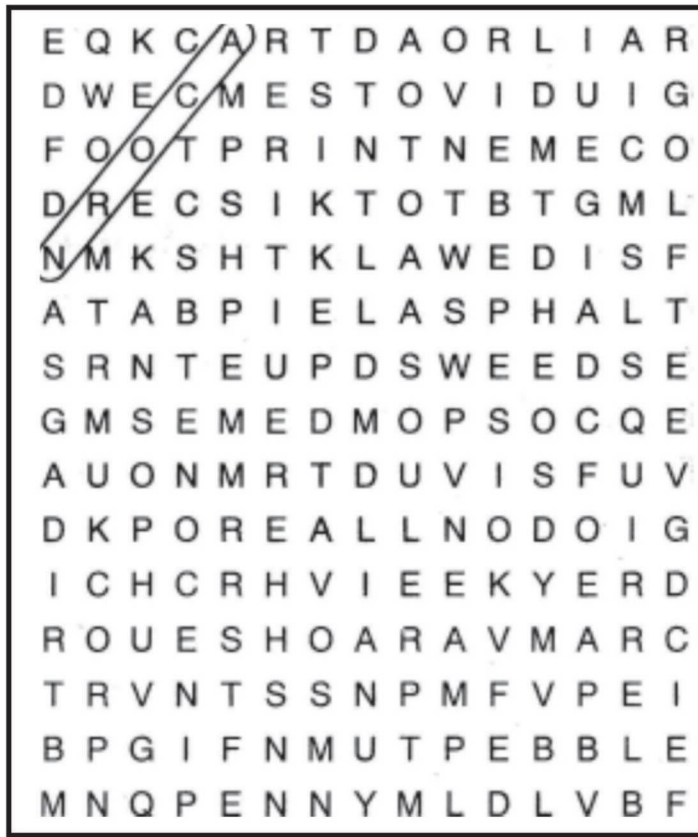 E Q K C A R T D A O R L I A R
D W E C M E S T O V I D U I G
F O O T P R I N T N E M E C O
D R E C S I K T O T B T G M L
N M K S H T K L A W E D I S F
A T A B P I E L A S P H A L T
S R N T E U P D S W E E D S E
G M S E M E D M O P S O C Q E
A U O N M R T D U V I S F U V
D K P O R E A L L N O D O I G
I C H C R H V I E E K Y E R D
R O U E S H O A R A V M A R C
T R V N T S S N P M F V P E I
B P G I F N M U T P E B B L E
M N Q P E N N Y M L D L V B F